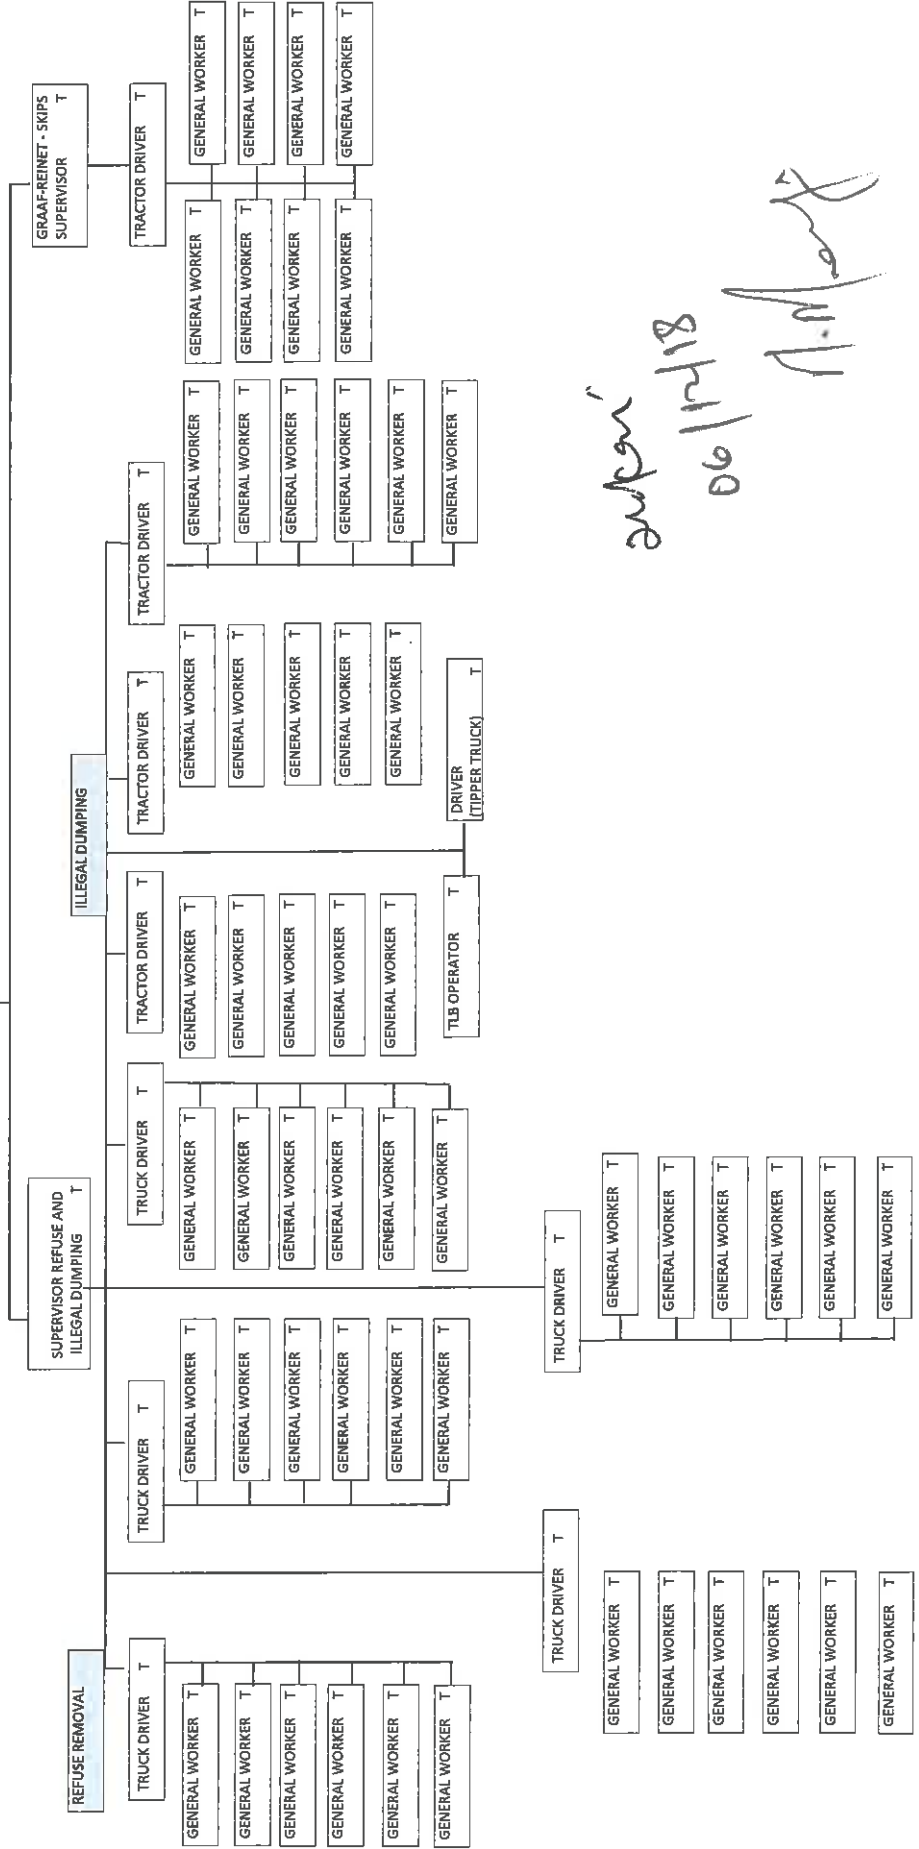 SUPERVISOR REFUSE AND
ILLEGAL DUMPING T
GRAAF-REINET - SKIPS
SUPERVISOR T
REFUSE REMOVAL
ILLEGAL DUMPING
TRUCK DRIVER T
GENERAL WORKER T
GENERAL WORKER T
GENERAL WORKER T
GENERAL WORKER T
GENERAL WORKER T
GENERAL WORKER T
TRUCK DRIVER T
GENERAL WORKER T
GENERAL WORKER T
GENERAL WORKER T
GENERAL WORKER T
GENERAL WORKER T
GENERAL WORKER T
TRUCK DRIVER T
GENERAL WORKER T
GENERAL WORKER T
GENERAL WORKER T
GENERAL WORKER T
GENERAL WORKER T
GENERAL WORKER T
TRACTOR DRIVER T
GENERAL WORKER T
GENERAL WORKER T
GENERAL WORKER T
GENERAL WORKER T
GENERAL WORKER T
TRACTOR DRIVER T
GENERAL WORKER T
GENERAL WORKER T
GENERAL WORKER T
GENERAL WORKER T
GENERAL WORKER T
TRACTOR DRIVER T
GENERAL WORKER T
GENERAL WORKER T
GENERAL WORKER T
GENERAL WORKER T
GENERAL WORKER T
GENERAL WORKER T
TRACTOR DRIVER T
GENERAL WORKER T
GENERAL WORKER T
GENERAL WORKER T
GENERAL WORKER T
GENERAL WORKER T
GENERAL WORKER T
GENERAL WORKER T
GENERAL WORKER T
TLB OPERATOR T
DRIVER
(TIPPER TRUCK) T
TRUCK DRIVER T
GENERAL WORKER T
GENERAL WORKER T
GENERAL WORKER T
GENERAL WORKER T
GENERAL WORKER T
GENERAL WORKER T
TRUCK DRIVER T
GENERAL WORKER T
GENERAL WORKER T
GENERAL WORKER T
GENERAL WORKER T
GENERAL WORKER T
GENERAL WORKER T
06/12/18